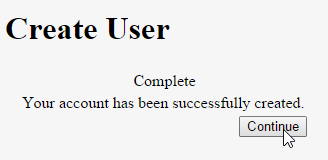 Create User
Complete
Your account has been successfully created.
Continue